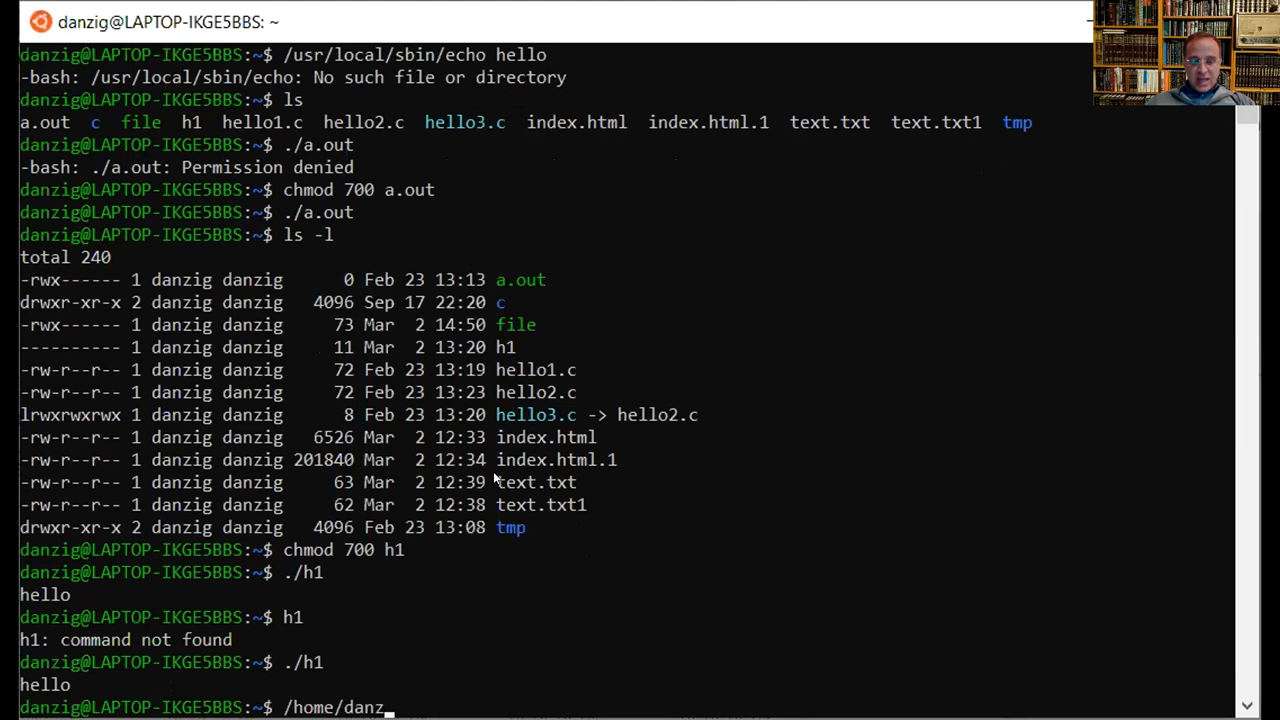 danzig@LAPTOP-IKGE5BBS: ~
danzig@LAPTOP-IKGE5BBS:~$ /usr/local/sbin/echo hello
-bash: /usr/local/sbin/echo: No such file or directory
danzig@LAPTOP-IKGE5BBS:~$ ls
a.out  c  file  h1  hello1.c  hello2.c  hello3.c  index.html  index.html.1  text.txt  text.txt1  tmp
danzig@LAPTOP-IKGE5BBS:~$ ./a.out
-bash: ./a.out: Permission denied
danzig@LAPTOP-IKGE5BBS:~$ chmod 700 a.out
danzig@LAPTOP-IKGE5BBS:~$ ./a.out
danzig@LAPTOP-IKGE5BBS:~$ ls -l
total 240
-rwx------ 1 danzig danzig      0 Feb 23 13:13 a.out
drwxr-xr-x 2 danzig danzig   4096 Sep 17 22:20 c
-rwx------ 1 danzig danzig     73 Mar  2 14:50 file
---------- 1 danzig danzig     11 Mar  2 13:20 h1
-rw-r--r-- 1 danzig danzig     72 Feb 23 13:19 hello1.c
-rw-r--r-- 1 danzig danzig     72 Feb 23 13:23 hello2.c
lrwxrwxrwx 1 danzig danzig      8 Feb 23 13:20 hello3.c -> hello2.c
-rw-r--r-- 1 danzig danzig   6526 Mar  2 12:33 index.html
-rw-r--r-- 1 danzig danzig 201840 Mar  2 12:34 index.html.1
-rw-r--r-- 1 danzig danzig     63 Mar  2 12:39 text.txt
-rw-r--r-- 1 danzig danzig     62 Mar  2 12:38 text.txt1
drwxr-xr-x 2 danzig danzig   4096 Feb 23 13:08 tmp
danzig@LAPTOP-IKGE5BBS:~$ chmod 700 h1
danzig@LAPTOP-IKGE5BBS:~$ ./h1
hello
danzig@LAPTOP-IKGE5BBS:~$ h1
h1: command not found
danzig@LAPTOP-IKGE5BBS:~$ ./h1
hello
danzig@LAPTOP-IKGE5BBS:~$ /home/danz